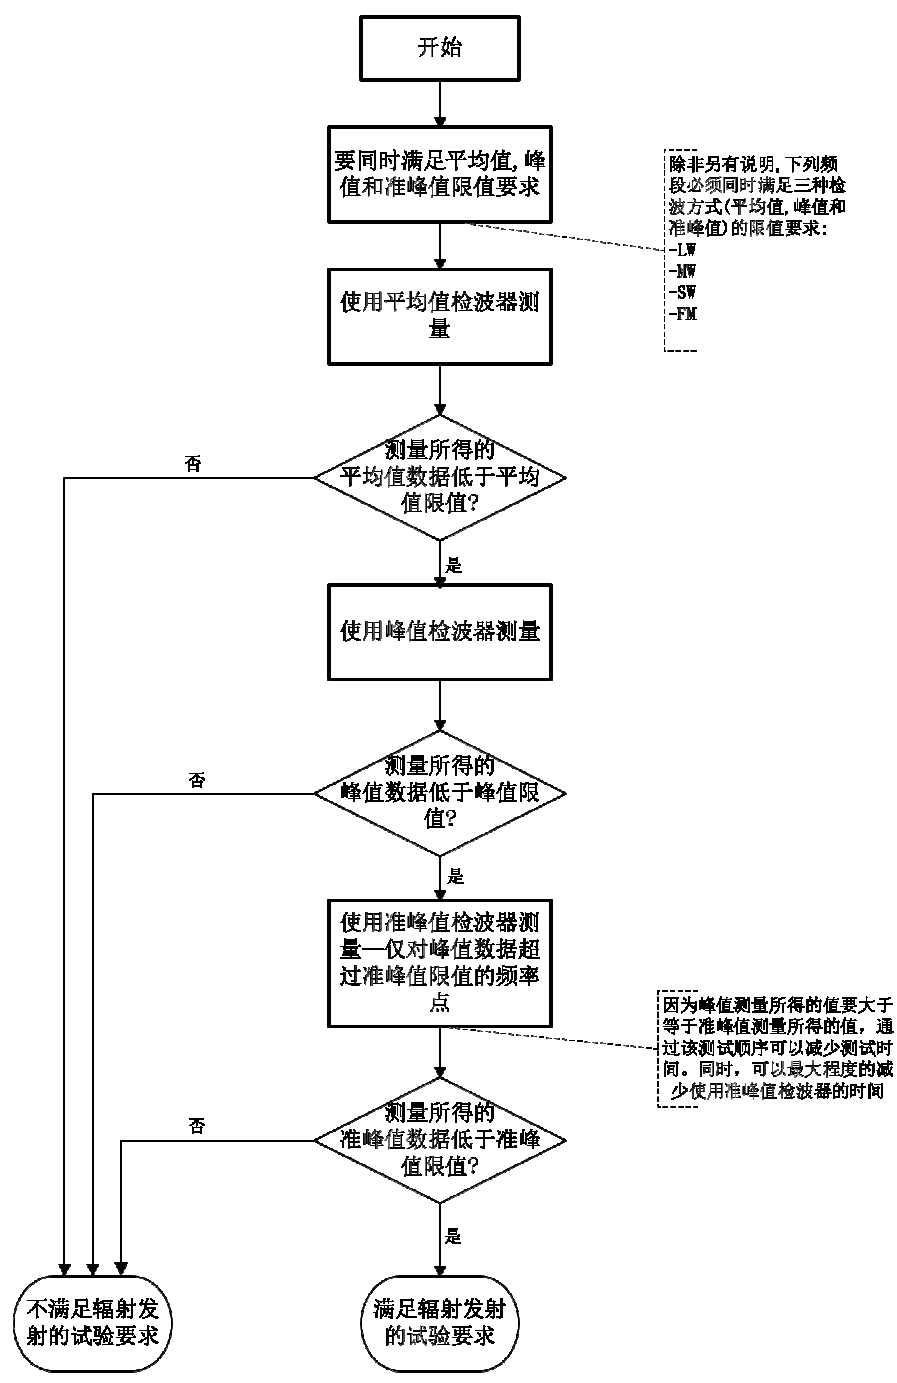 开始
要同时满足平均值,峰
值和准峰值限值要求
除非另有说明,下列频
段必须同时满足三种检
波方式(平均值,峰值和
准峰值)的限值要求:
-LW
-MW
-SW
-FM
使用平均值检波器测
量
测量所得的
平均值数据低于平均
值限值?
否
是
使用峰值检波器测量
测量所得的
峰值数据低于峰值限
值?
否
是
使用准峰值检波器测
量—仅对峰值数据超
过准峰值限值的频率
点
因为峰值测量所得的值要大于
等于准峰值测量所得的值，通
过该测试顺序可以减少测试时
间。同时，可以最大程度的减
少使用准峰值检波器的时间
测量所得的
准峰值数据低于准峰
值限值?
否
是
不满足辐射发
射的试验要求
满足辐射发射
的试验要求